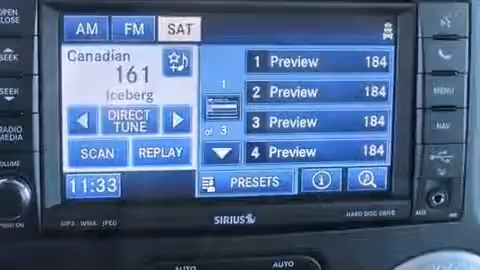 OPEN
CLOSE
AM FM SAT
Canadian
161
Iceberg
DIRECT
TUNE
SCAN REPLAY
11:33
1
of 3
1 Preview 184
2 Preview 184
3 Preview 184
4 Preview 184
PRESETS
SEEK
SEEK
RADIO
MEDIA
VOLUME
MP3 · WMA · JPEG
SIRIUS
HARD DISC DRIVE
MENU
NAV
AUX
AUTO
AUTO